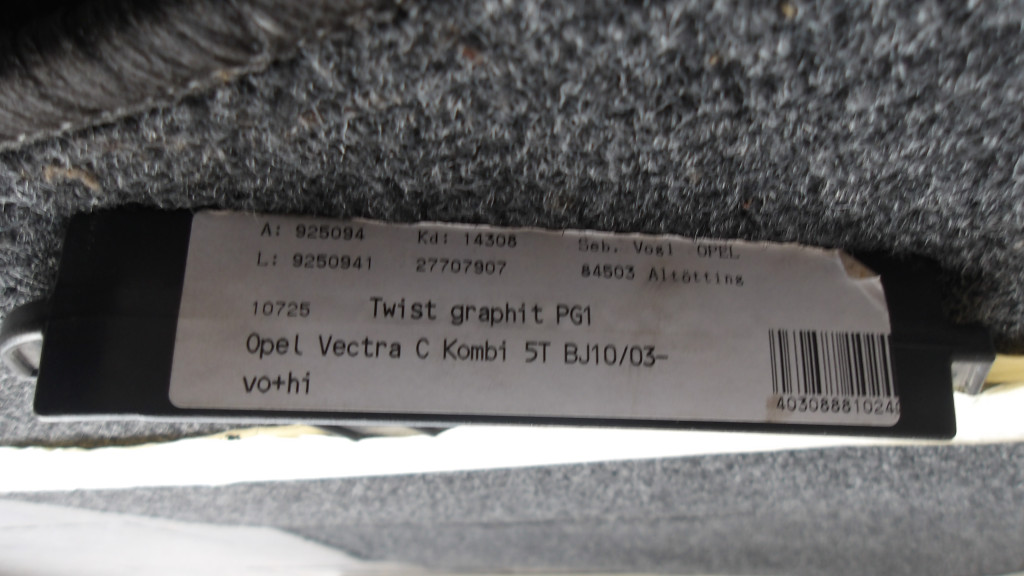 A: 925094 Kd: 14308 Seb. Vogl OPEL
L: 9250941 27707907 84503 Altötting
10725 Twist graphit PG1
Opel Vectra C Kombi 5T BJ10/03-
vo+hi
403088810240